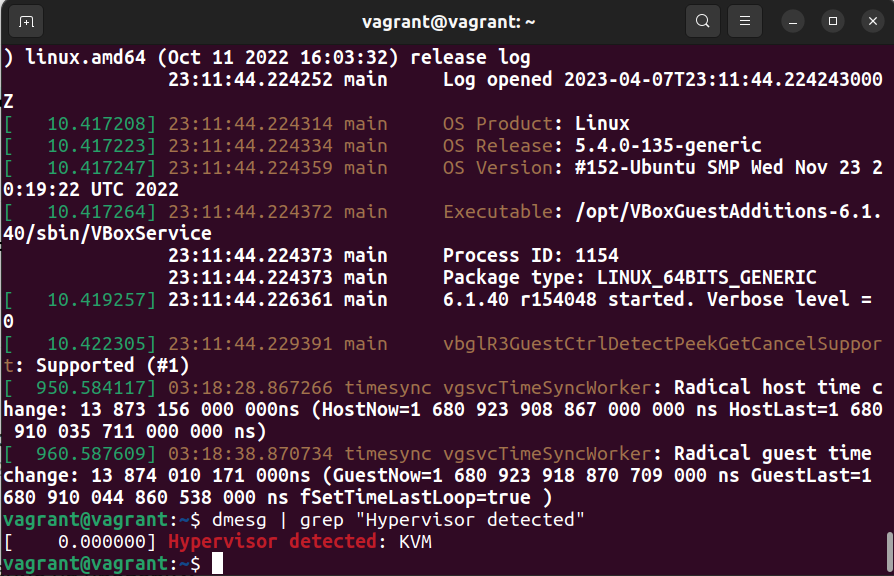 vagrant@vagrant: ~
) linux.amd64 (Oct 11 2022 16:03:32) release log
               23:11:44.224252 main     Log opened 2023-04-07T23:11:44.224243000
Z
[   10.417208] 23:11:44.224314 main     OS Product: Linux
[   10.417223] 23:11:44.224334 main     OS Release: 5.4.0-135-generic
[   10.417247] 23:11:44.224359 main     OS Version: #152-Ubuntu SMP Wed Nov 23 2
0:19:22 UTC 2022
[   10.417264] 23:11:44.224372 main     Executable: /opt/VBoxGuestAdditions-6.1.
40/sbin/VBoxService
               23:11:44.224373 main     Process ID: 1154
               23:11:44.224373 main     Package type: LINUX_64BITS_GENERIC
[   10.419257] 23:11:44.226361 main     6.1.40 r154048 started. Verbose level =
0
[   10.422305] 23:11:44.229391 main     vbglR3GuestCtrlDetectPeekGetCancelSuppor
t: Supported (#1)
[  950.584117] 03:18:28.867266 timesync vgsvcTimeSyncWorker: Radical host time c
hange: 13 873 156 000 000ns (HostNow=1 680 923 908 867 000 000 ns HostLast=1 680
 910 035 711 000 000 ns)
[  960.587609] 03:18:38.870734 timesync vgsvcTimeSyncWorker: Radical guest time
change: 13 874 010 171 000ns (GuestNow=1 680 923 918 870 709 000 ns GuestLast=1
680 910 044 860 538 000 ns fSetTimeLastLoop=true )
vagrant@vagrant:~$ dmesg | grep "Hypervisor detected"
[    0.000000] Hypervisor detected: KVM
vagrant@vagrant:~$